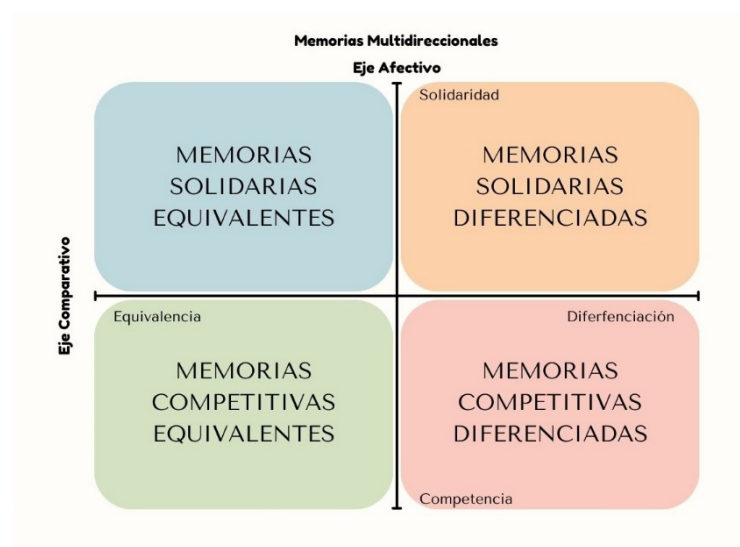 Memorias Multidireccionales
Eje Afectivo
Solidaridad
MEMORIAS
SOLIDARIAS
EQUIVALENTES
MEMORIAS
SOLIDARIAS
DIFERENCIADAS
Eje Comparativo
Equivalencia
Diferfenciación
MEMORIAS
COMPETITIVAS
EQUIVALENTES
MEMORIAS
COMPETITIVAS
DIFERENCIADAS
Competencia